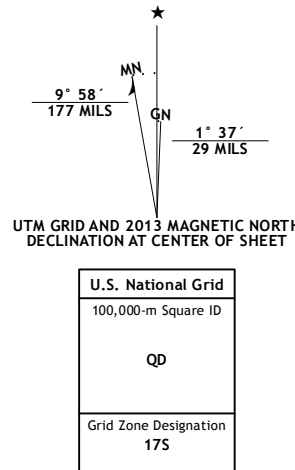 ★
MN
GN
9° 58´
177 MILS
1° 37´
29 MILS
UTM GRID AND 2013 MAGNETIC NORTH
DECLINATION AT CENTER OF SHEET
U.S. National Grid
100,000-m Square ID
QD
Grid Zone Designation
17S